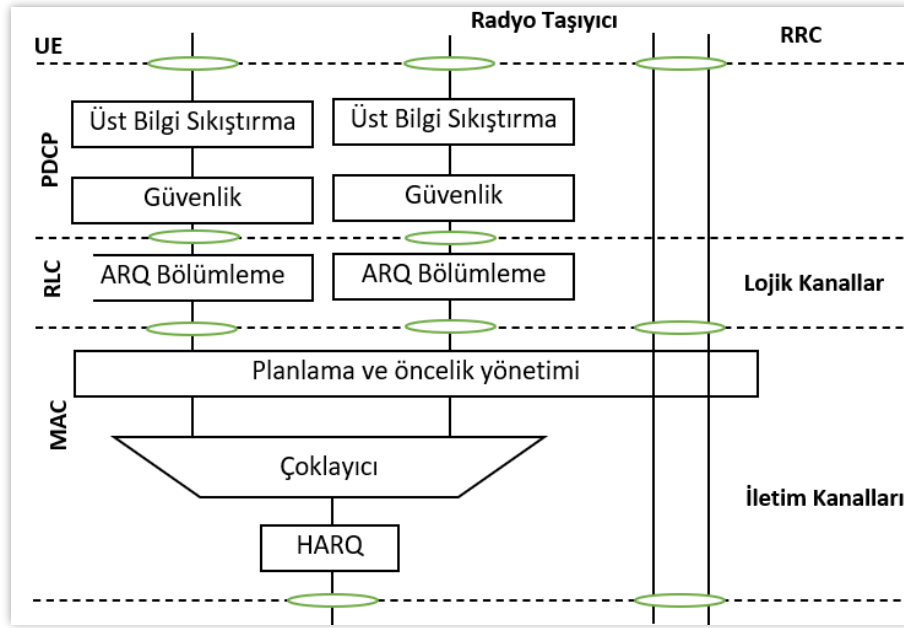 Radyo Taşıyıcı
UE
RRC
PDCP
Üst Bilgi Sıkıştırma
Üst Bilgi Sıkıştırma
Güvenlik
Güvenlik
RLC
ARQ Bölümleme
ARQ Bölümleme
Lojik Kanallar
MAC
Planlama ve öncelik yönetimi
Çoklayıcı
İletim Kanalları
HARQ